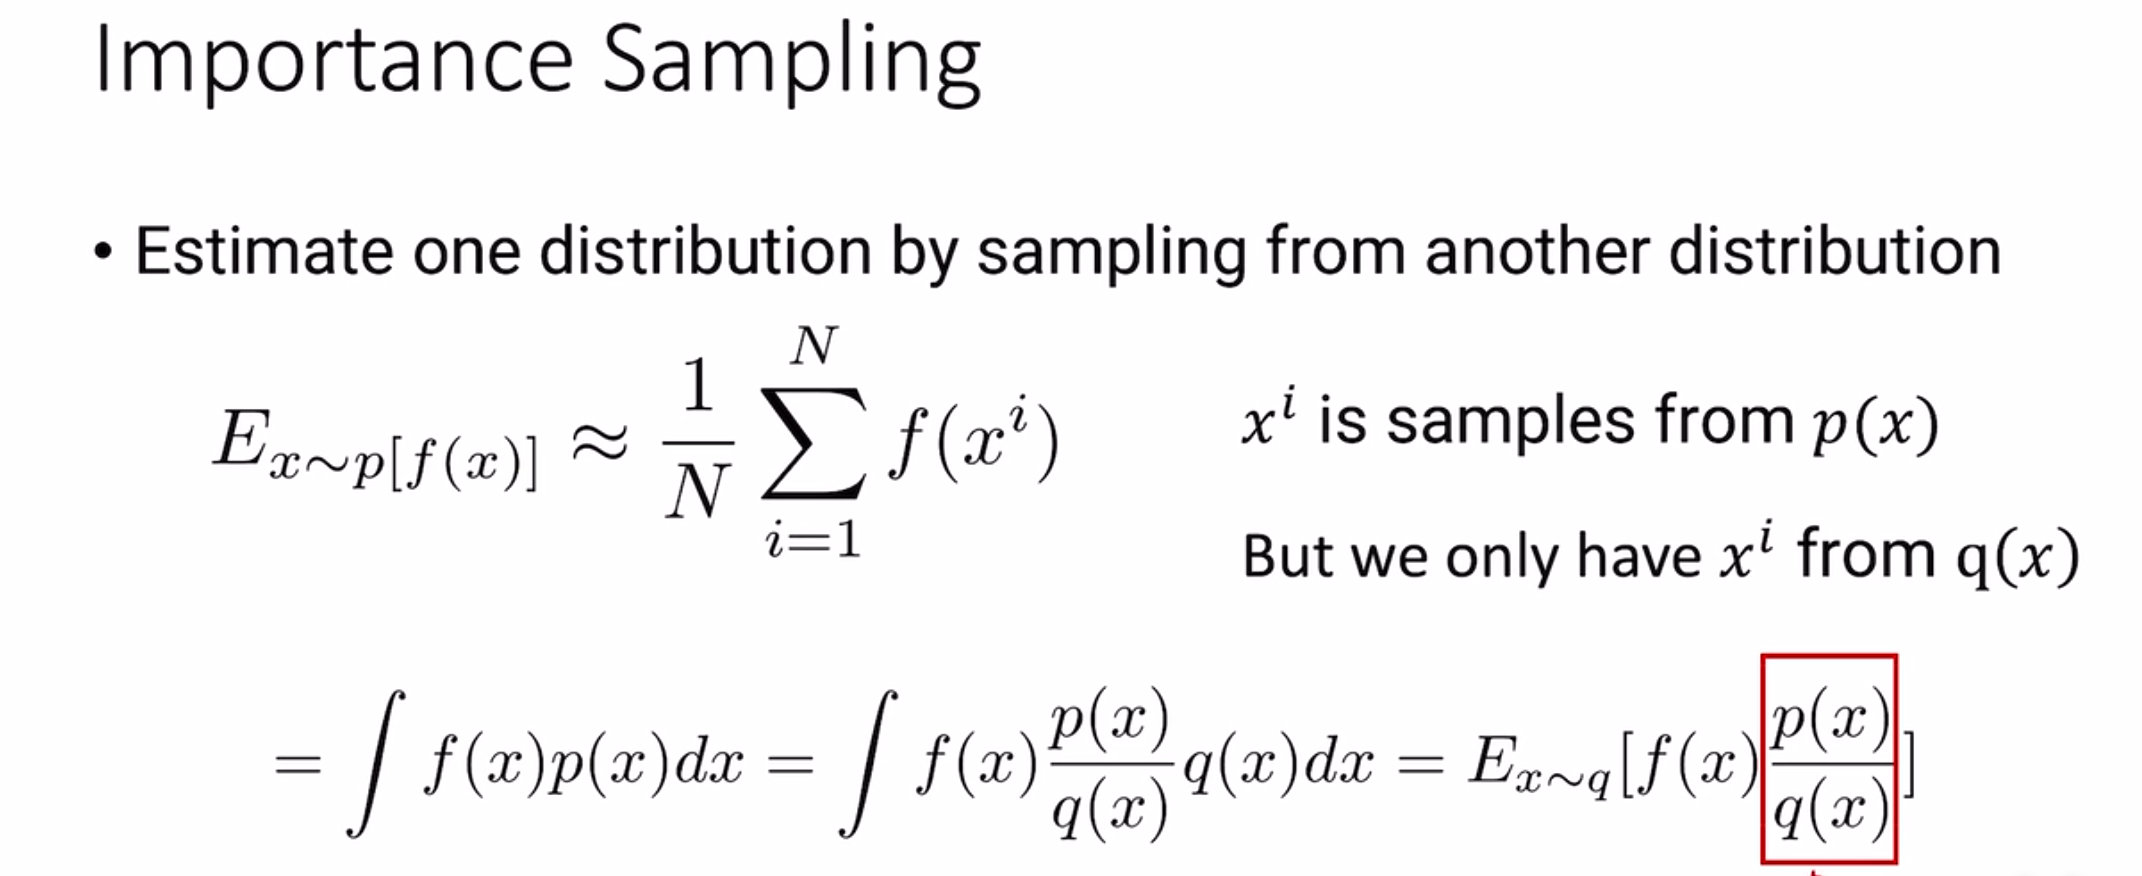 Importance Sampling
• Estimate one distribution by sampling from another distribution
$E_{x \sim p[f(x)]} \approx \frac{1}{N} \sum_{i=1}^{N} f(x^i)$
$x^i$ is samples from $p(x)$
But we only have $x^i$ from $q(x)$
$= \int f(x)p(x)dx = \int f(x)\frac{p(x)}{q(x)}q(x)dx = E_{x \sim q}[f(x)\frac{p(x)}{q(x)}]$